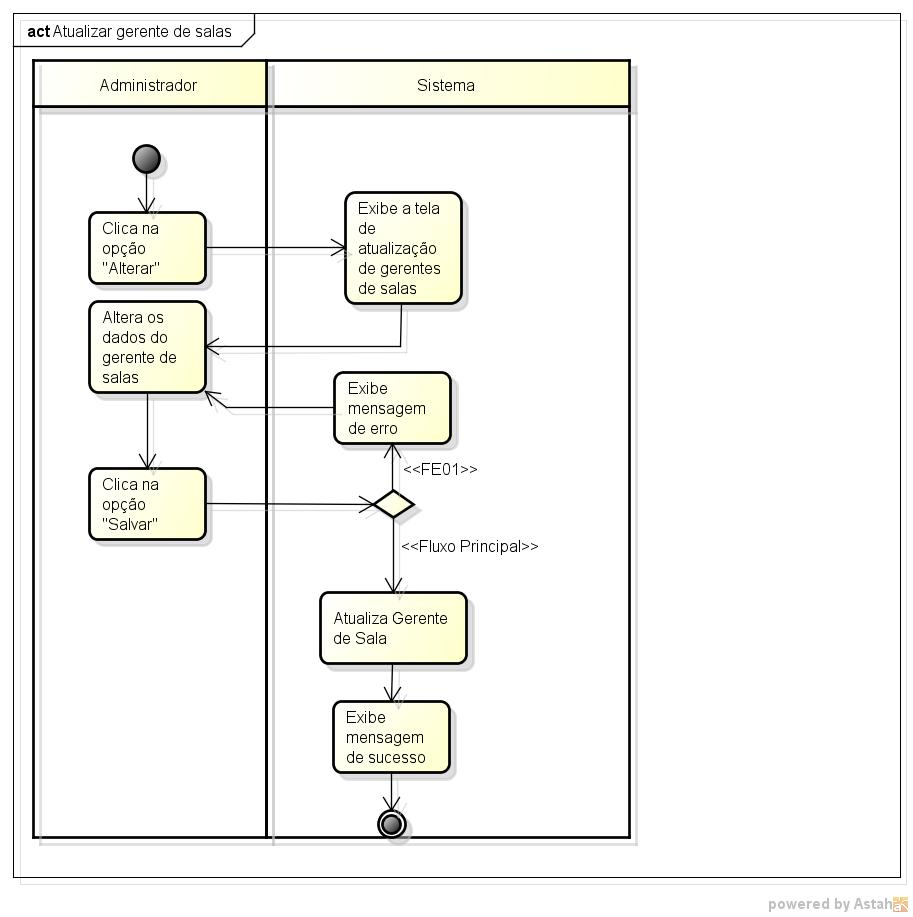 act Atualizar gerente de salas
Administrador
Sistema
Clica na
opção
"Alterar"
Exibe a tela
de
atualização
de gerentes
de salas
Altera os
dados do
gerente de
salas
Exibe
mensagem
de erro
<<FE01>>
Clica na
opção
"Salvar"
<<Fluxo Principal>>
Atualiza Gerente
de Sala
Exibe
mensagem
de sucesso
powered by Astah